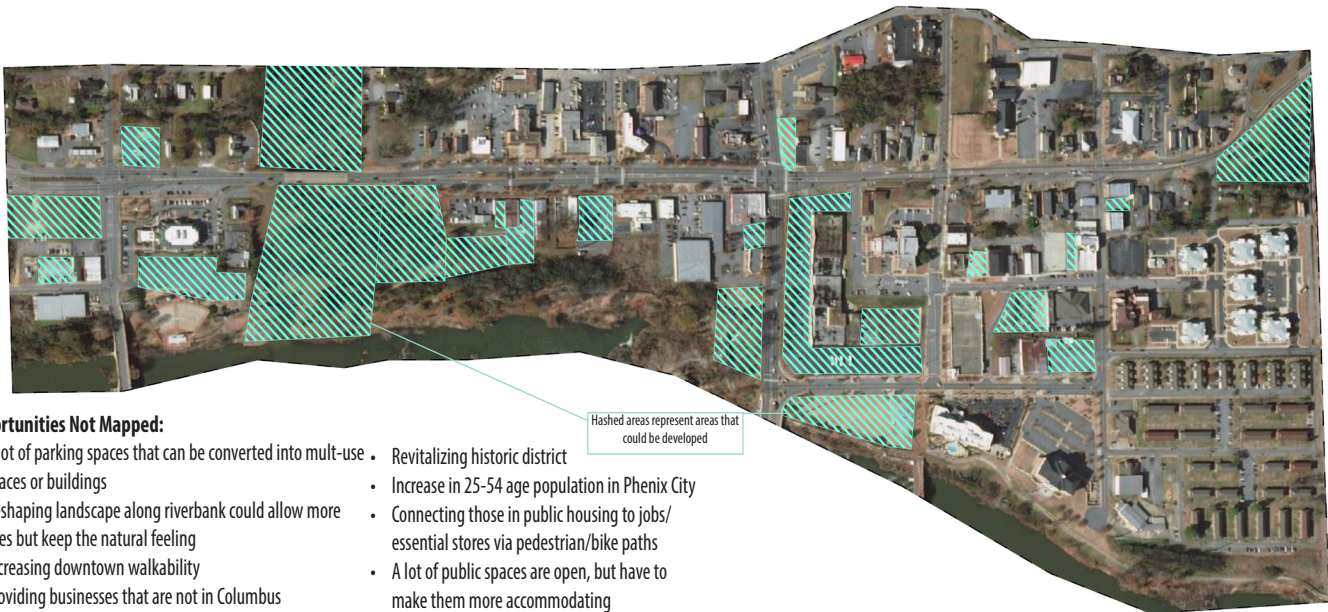 Hashed areas represent areas that
could be developed
ortunities Not Mapped:
ot of parking spaces that can be converted into mult-use
aces or buildings
shaping landscape along riverbank could allow more
es but keep the natural feeling
creasing downtown walkability
oviding businesses that are not in Columbus
• Revitalizing historic district
• Increase in 25-54 age population in Phenix City
• Connecting those in public housing to jobs/
essential stores via pedestrian/bike paths
• A lot of public spaces are open, but have to
make them more accommodating